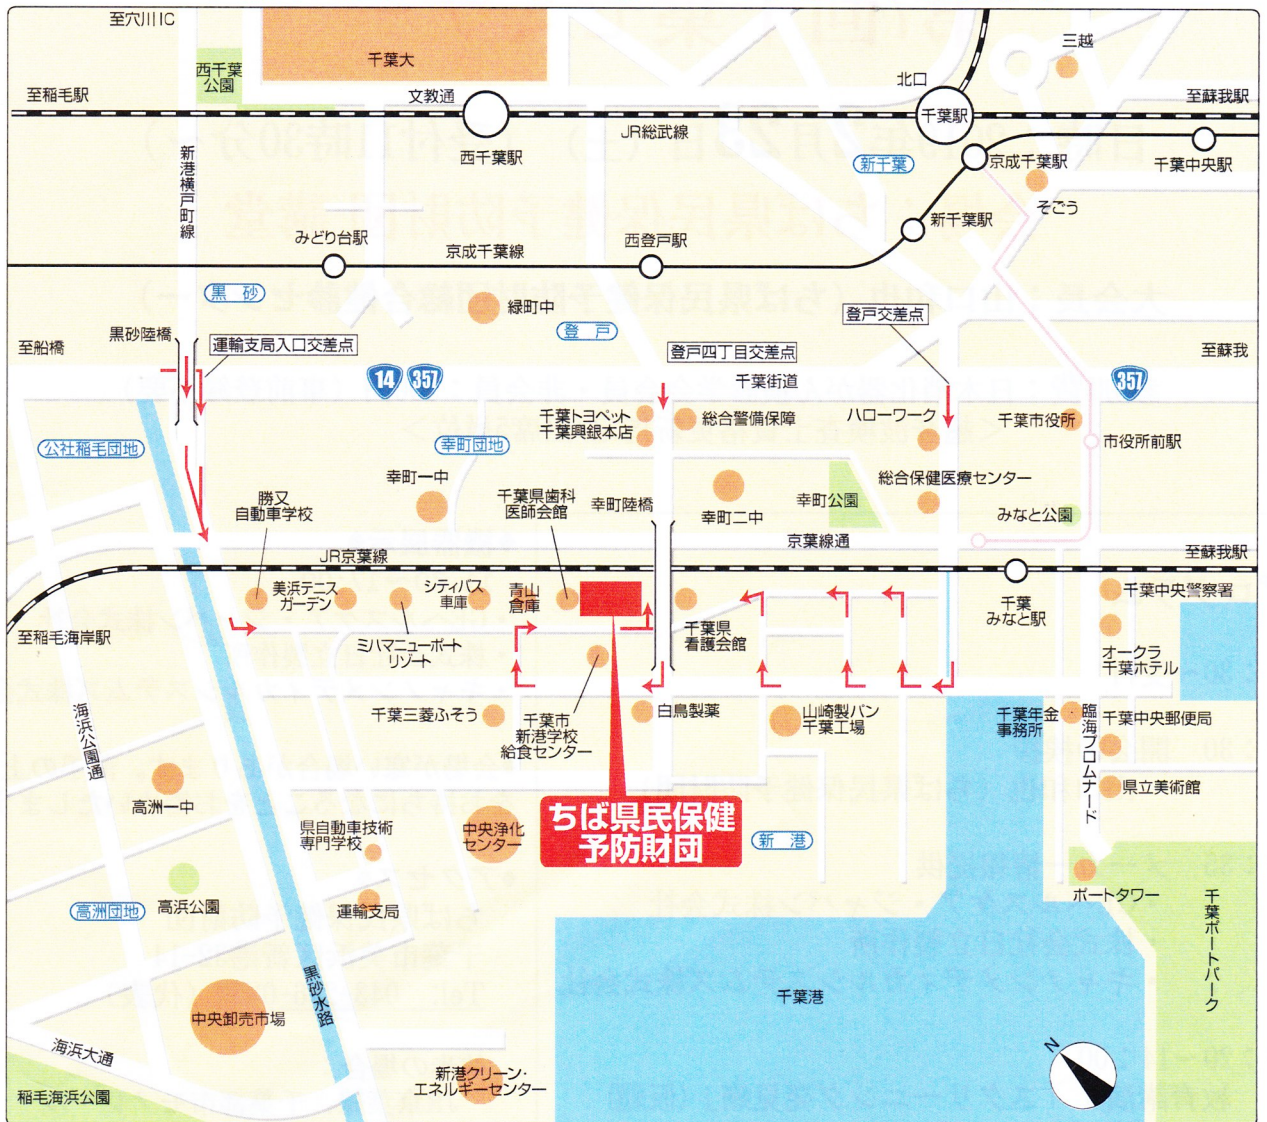 至穴川IC
千葉大
西千葉
公園
三越
北口
至稲毛駅
文教通
千葉駅
至蘇我駅
JR総武線
西千葉駅
新港横戸町線
新千葉
京成千葉駅
千葉中央駅
そごう
新千葉駅
みどり台駅
京成千葉線
西登戸駅
黒砂
緑町中
登戸
登戸交差点
黒砂陸橋
至船橋
運輸支局入口交差点
登戸四丁目交差点
至蘇我
14
357
千葉街道
357
千葉トヨペット
千葉興銀本店
総合警備保障
ハローワーク
千葉市役所
市役所前駅
公社稲毛団地
幸町団地
幸町一中
総合保健医療センター
勝又
自動車学校
千葉県歯科
医師会館
幸町陸橋
幸町二中
幸町公園
みなと公園
JR京葉線
京葉線通
至蘇我駅
美浜テニス
ガーデン
シティバス
車庫
青山
倉庫
千葉
みなと駅
千葉中央警察署
至稲毛海岸駅
ミハマニューポート
リゾート
千葉県
看護会館
オークラ
千葉ホテル
海浜公園通
千葉三菱ふそう
千葉市
新港学校
給食センター
白鳥製薬
山崎製パン
千葉工場
千葉年金
事務所
臨海プロムナード
千葉中央郵便局
県立美術館
高洲一中
県自動車技術
専門学校
中央浄化
センター
ちば県民保健
予防財団
新港
高浜公園
高洲団地
運輸支局
ポートタワー
千葉ポートパーク
黒砂水路
中央卸売市場
千葉港
海浜大通
N
稲毛海浜公園
新港クリーン・
エネルギーセンター